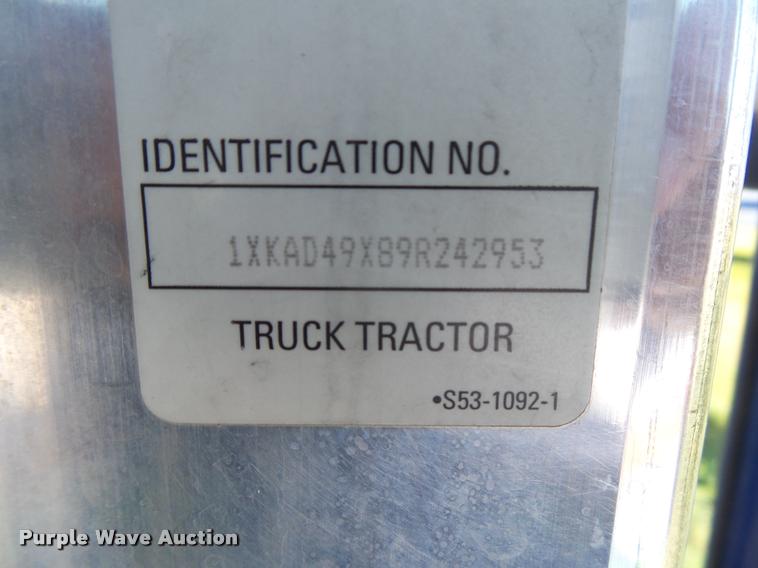 IDENTIFICATION NO.
1XKAD49X89R242953
TRUCK TRACTOR
•S53-1092-1
Purple Wave Auction